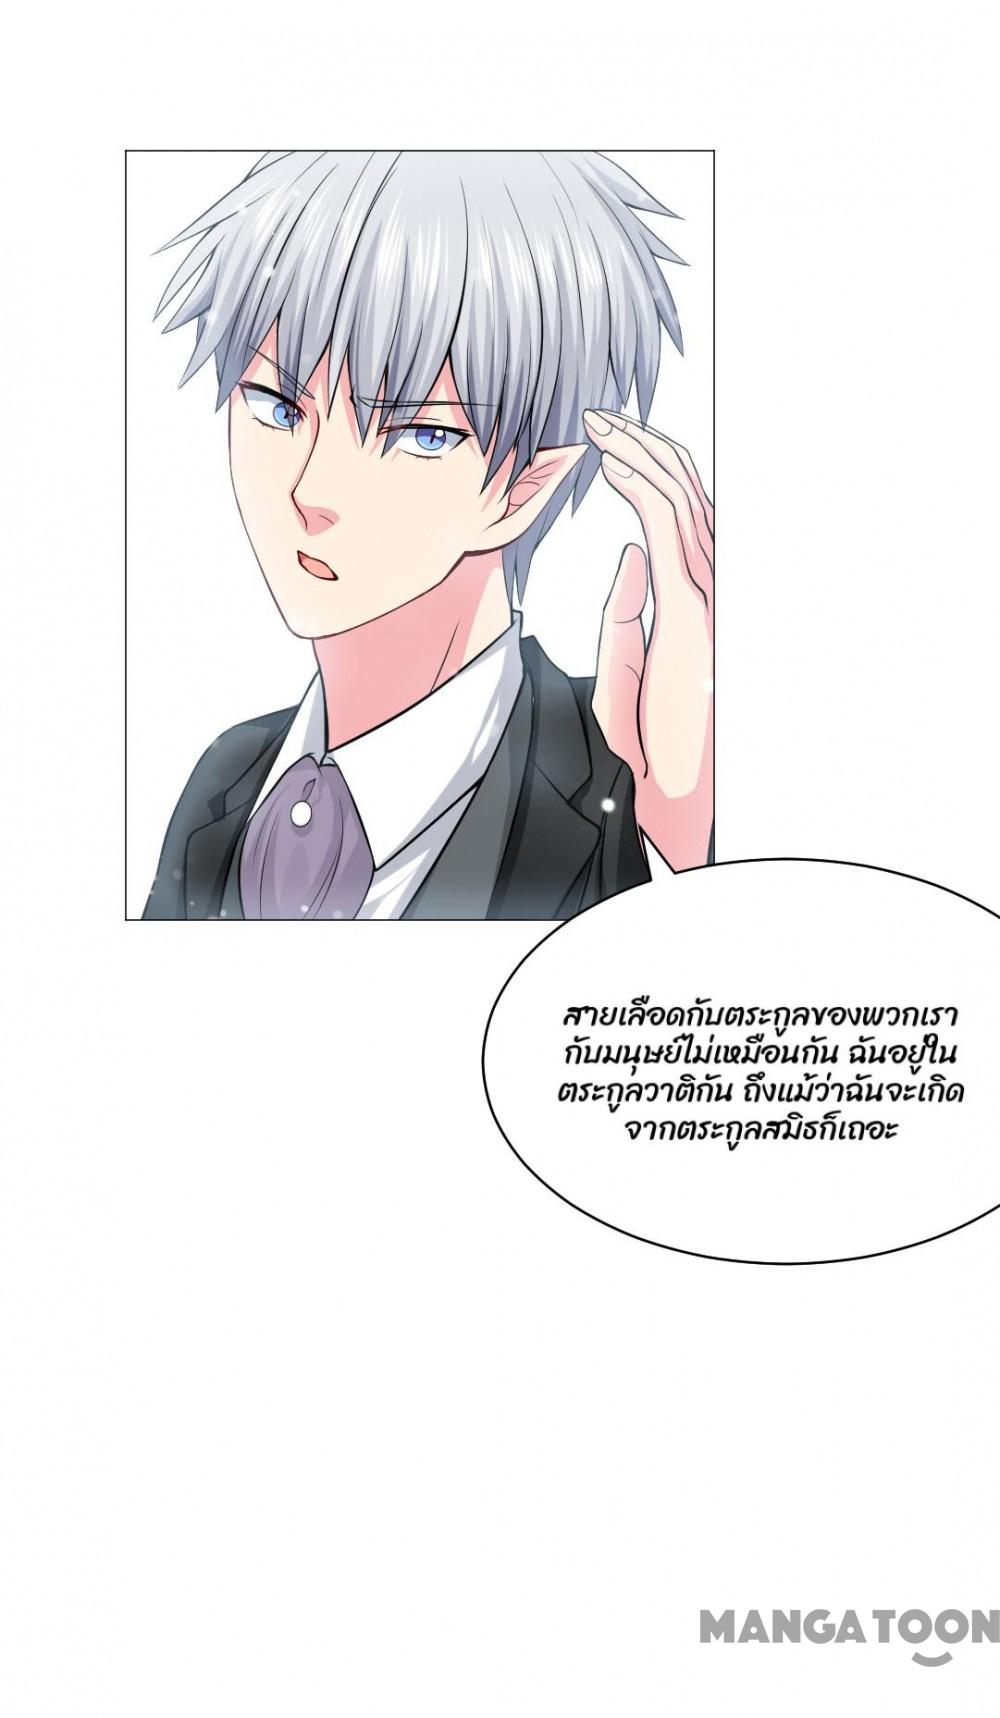 สายเลือดกับตระกูลของพวกเรา
กับมนุษย์ไม่เหมือนกัน ฉันอยู่ใน
ตระกูลวาติกัน ถึงแม้ว่าฉันจะเกิด
จากตระกูลสมิธก็เถอะ
MANGATOON